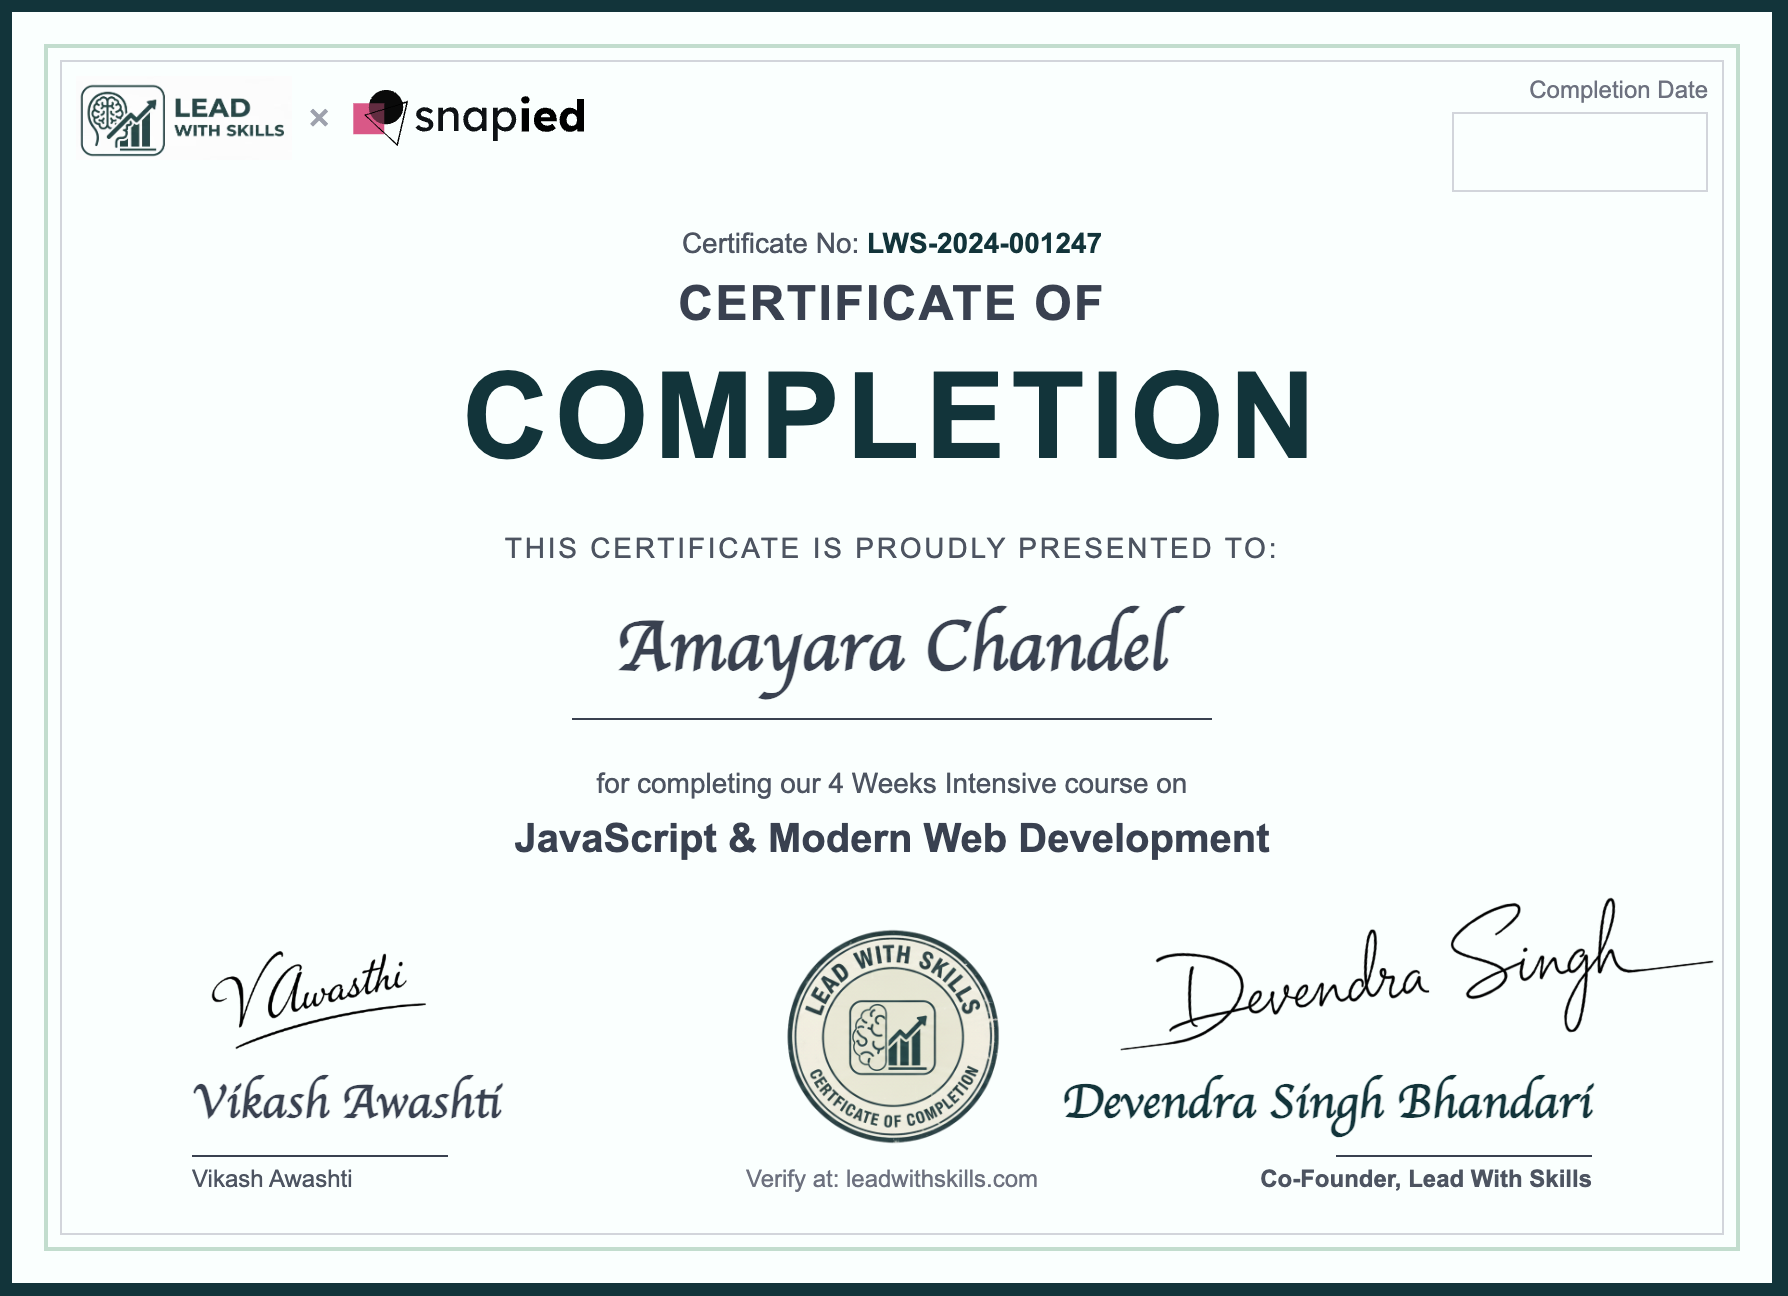 LEAD
WITH SKILLS
×
snapied
Completion Date
Certificate No: LWS-2024-001247
CERTIFICATE OF
COMPLETION
THIS CERTIFICATE IS PROUDLY PRESENTED TO:
Amayara Chandel
for completing our 4 Weeks Intensive course on
JavaScript & Modern Web Development
V Awasthi
Vikash Awashti
Vikash Awashti
LEAD WITH SKILLS
CERTFICATE OF COMPLETION
Verify at: leadwithskills.com
Devendra Singh
Devendra Singh Bhandari
Co-Founder, Lead With Skills